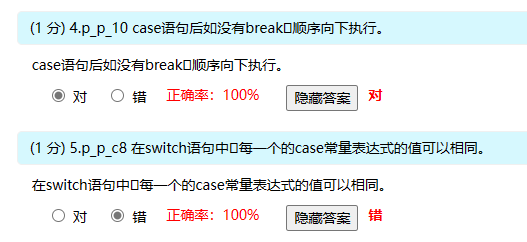 (1 分) 4.p_p_10 case语句后如没有break▯顺序向下执行。
case语句后如没有break▯顺序向下执行。
对 错 正确率：100% 隐藏答案 对
(1 分) 5.p_p_c8 在switch语句中▯每一个的case常量表达式的值可以相同。
在switch语句中▯每一个的case常量表达式的值可以相同。
对 错 正确率：100% 隐藏答案 错